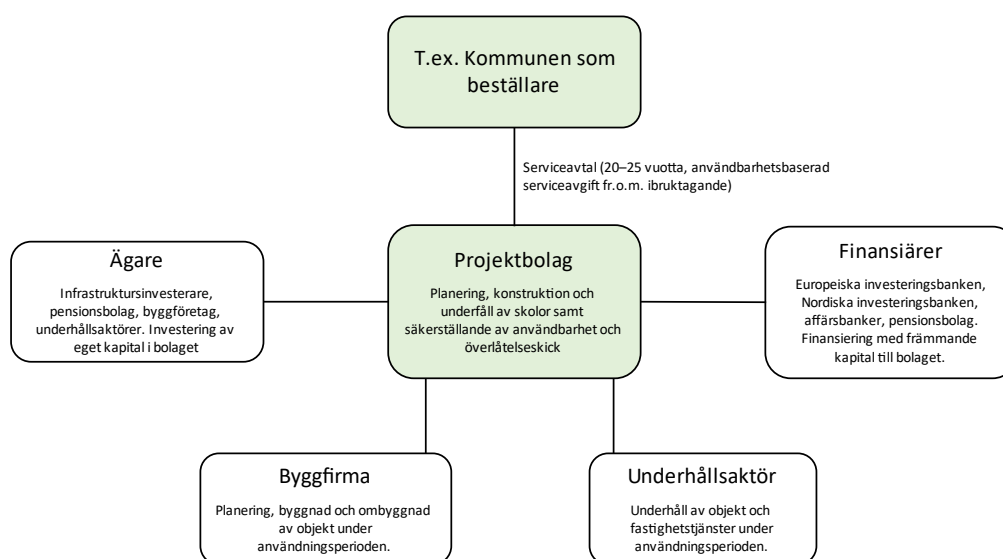 T.ex. Kommunen som
beställare
Serviceavtal (20–25 vuotta, användbarhetsbaserad
serviceavgift fr.o.m. ibruktagande)
Ägare
Infrastruktursinvesterare,
pensionsbolag, byggföretag,
underhållsaktörer. Investering av
eget kapital i bolaget
Projektbolag
Planering, konstruktion och
underfåll av skolor samt
säkerställande av användbarhet och
överlåtelseskick
Finansiärer
Europeiska investeringsbanken,
Nordiska investeringsbanken,
affärsbanker, pensionsbolag.
Finansiering med främmande
kapital till bolaget.
Byggfirma
Planering, byggnad och ombyggnad
av objekt under
användningsperioden.
Underhållsaktör
Underhåll av objekt och
fastighetstjänster under
användningsperioden.